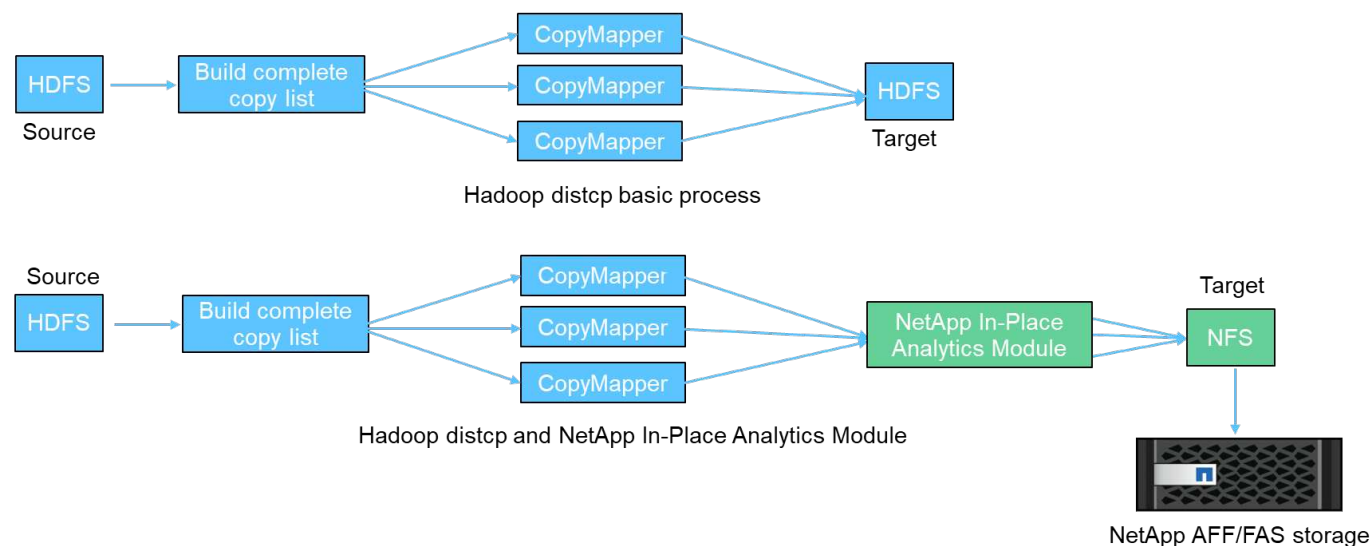 CopyMapper
HDFS
Build complete
copy list
CopyMapper
HDFS
Source
CopyMapper
Target
Hadoop distcp basic process
Source
CopyMapper
Target
HDFS
Build complete
copy list
CopyMapper
NetApp In-Place
Analytics Module
NFS
CopyMapper
Hadoop distcp and NetApp In-Place Analytics Module
NetApp AFF/FAS storage